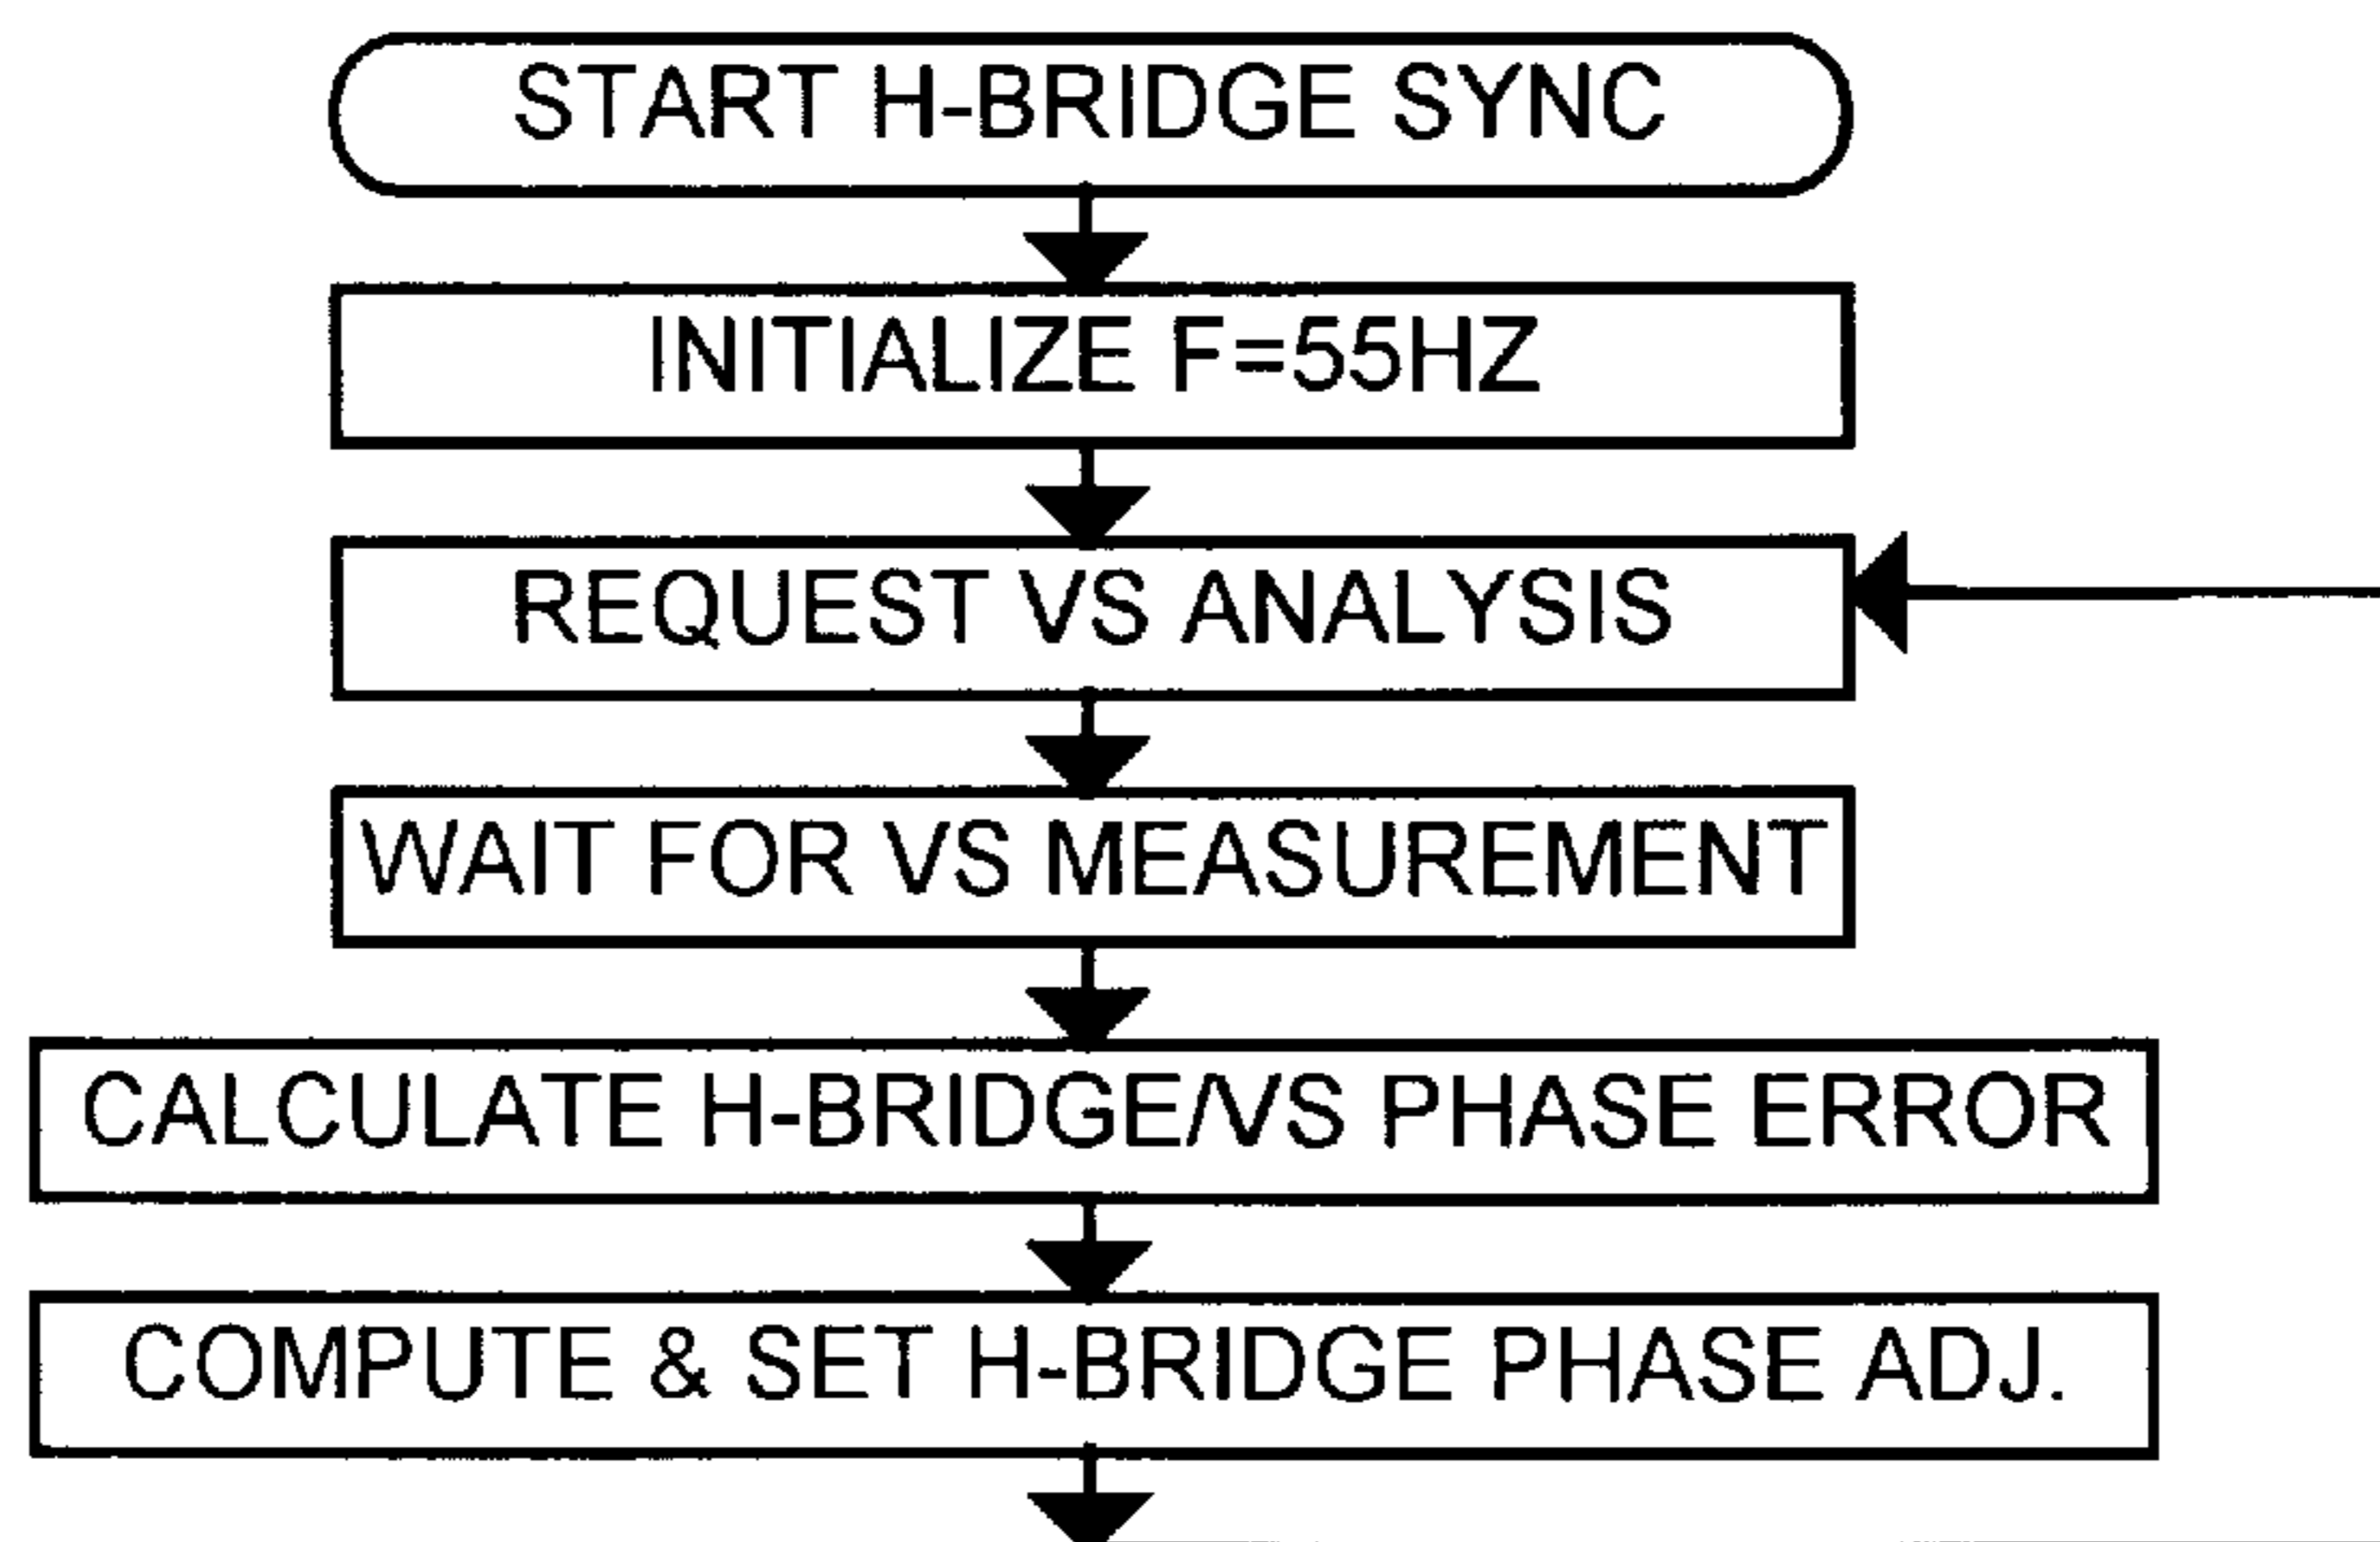 START H-BRIDGE SYNC
INITIALIZE F=55HZ
REQUEST VS ANALYSIS
WAIT FOR VS MEASUREMENT
CALCULATE H-BRIDGE/VS PHASE ERROR
COMPUTE & SET H-BRIDGE PHASE ADJ.